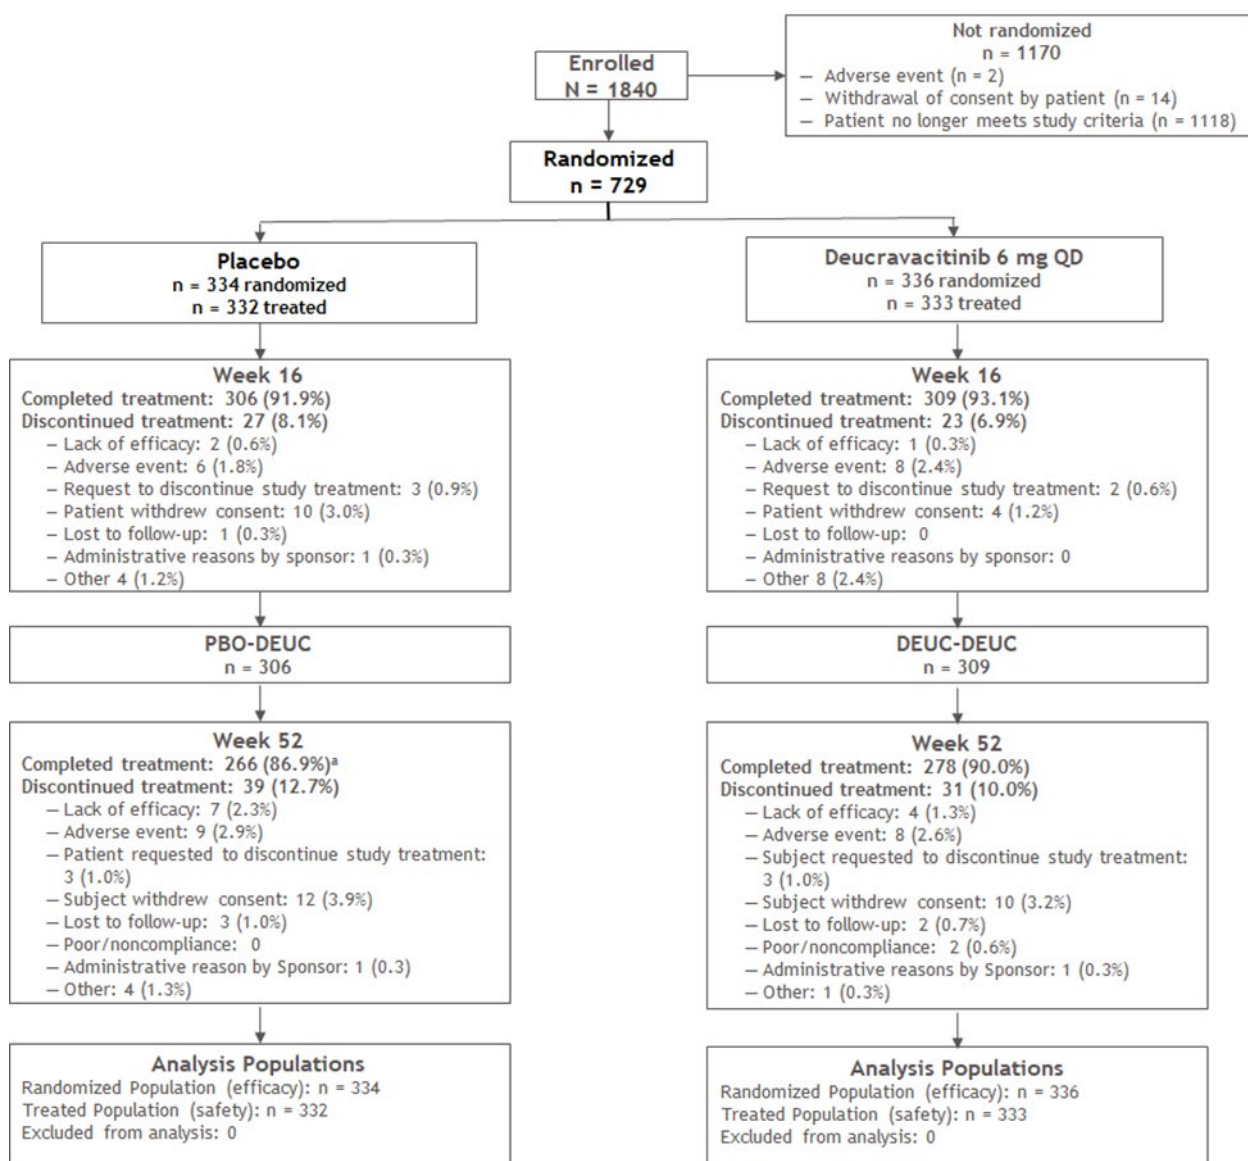 Not randomized
n = 1170
— Adverse event (n = 2)
— Withdrawal of consent by patient (n = 14)
— Patient no longer meets study criteria (n = 1118)
Enrolled
N = 1840
Randomized
n = 729
Placebo
n = 334 randomized
n = 332 treated
Week 16
Completed treatment: 306 (91.9%)
Discontinued treatment: 27 (8.1%)
— Lack of efficacy: 2 (0.6%)
— Adverse event: 6 (1.8%)
— Request to discontinue study treatment: 3 (0.9%)
— Patient withdrew consent: 10 (3.0%)
— Lost to follow-up: 1 (0.3%)
— Administrative reasons by sponsor: 1 (0.3%)
— Other 4 (1.2%)
PBO-DEUC
n = 306
Week 52
Completed treatment: 266 (86.9%)ª
Discontinued treatment: 39 (12.7%)
— Lack of efficacy: 7 (2.3%)
— Adverse event: 9 (2.9%)
— Patient requested to discontinue study treatment:
3 (1.0%)
— Subject withdrew consent: 12 (3.9%)
— Lost to follow-up: 3 (1.0%)
— Poor/noncompliance: 0
— Administrative reason by Sponsor: 1 (0.3)
— Other: 4 (1.3%)
Analysis Populations
Randomized Population (efficacy): n = 334
Treated Population (safety): n = 332
Excluded from analysis: 0
Deucravacitinib 6 mg QD
n = 336 randomized
n = 333 treated
Week 16
Completed treatment: 309 (93.1%)
Discontinued treatment: 23 (6.9%)
— Lack of efficacy: 1 (0.3%)
— Adverse event: 8 (2.4%)
— Request to discontinue study treatment: 2 (0.6%)
— Patient withdrew consent: 4 (1.2%)
— Lost to follow-up: 0
— Administrative reasons by sponsor: 0
— Other 8 (2.4%)
DEUC-DEUC
n = 309
Week 52
Completed treatment: 278 (90.0%)
Discontinued treatment: 31 (10.0%)
— Lack of efficacy: 4 (1.3%)
— Adverse event: 8 (2.6%)
— Subject requested to discontinue study treatment:
3 (1.0%)
— Subject withdrew consent: 10 (3.2%)
— Lost to follow-up: 2 (0.7%)
— Poor/noncompliance: 2 (0.6%)
— Administrative reasons by Sponsor: 1 (0.3%)
— Other: 1 (0.3%)
Analysis Populations
Randomized Population (efficacy): n = 336
Treated Population (safety): n = 333
Excluded from analysis: 0